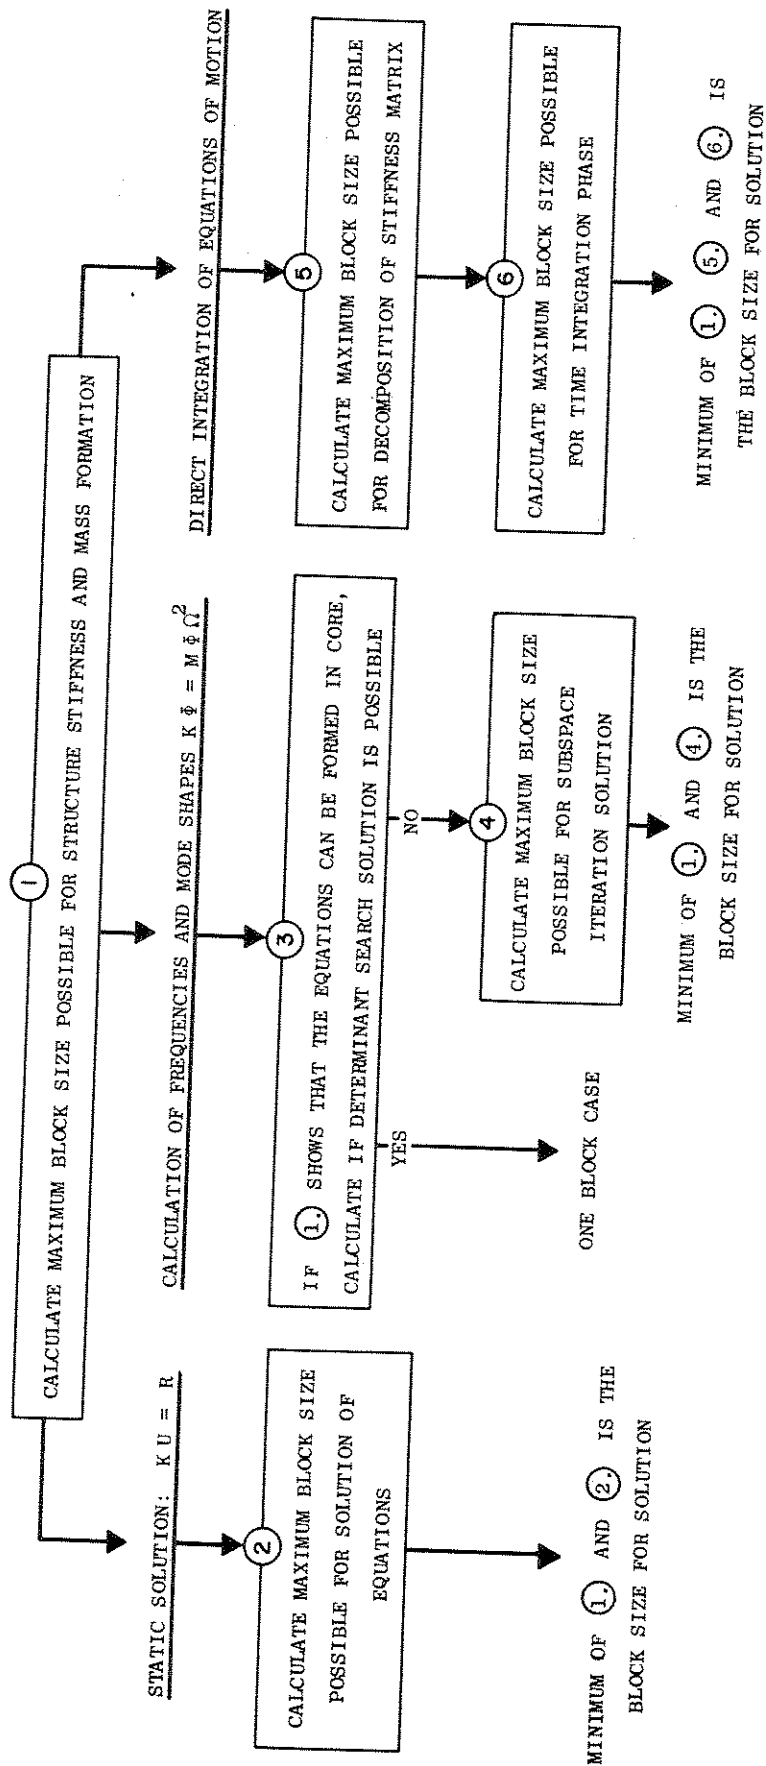 1
CALCULATE MAXIMUM BLOCK SIZE POSSIBLE FOR STRUCTURE STIFFNESS AND MASS FORMATION
STATIC SOLUTION: K U = R
2
CALCULATE MAXIMUM BLOCK SIZE
POSSIBLE FOR SOLUTION OF
EQUATIONS
MINIMUM OF 1. AND 2. IS THE
BLOCK SIZE FOR SOLUTION
CALCULATION OF FREQUENCIES AND MODE SHAPES K Φ = M Φ Ω²
3
IF 1. SHOWS THAT THE EQUATIONS CAN BE FORMED IN CORE,
CALCULATE IF DETERMINANT SEARCH SOLUTION IS POSSIBLE
YES
ONE BLOCK CASE
NO
4
CALCULATE MAXIMUM BLOCK SIZE
POSSIBLE FOR SUBSPACE
ITERATION SOLUTION
MINIMUM OF 1. AND 4. IS THE
BLOCK SIZE FOR SOLUTION
DIRECT INTEGRATION OF EQUATIONS OF MOTION
5
CALCULATE MAXIMUM BLOCK SIZE POSSIBLE
FOR DECOMPOSITION OF STIFFNESS MATRIX
6
CALCULATE MAXIMUM BLOCK SIZE POSSIBLE
FOR TIME INTEGRATION PHASE
MINIMUM OF 1. 5. AND 6. IS
THE BLOCK SIZE FOR SOLUTION